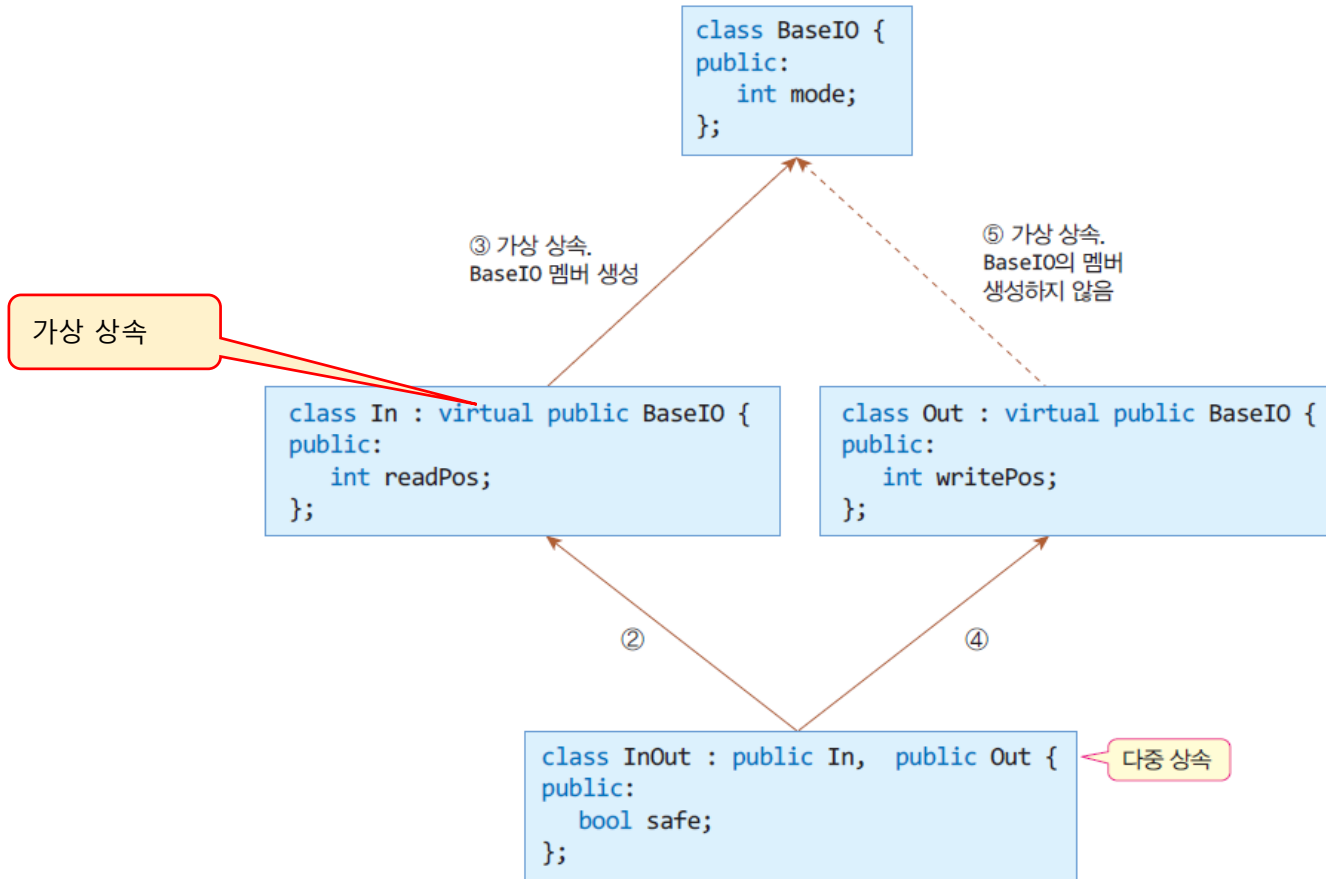 class BaseIO {
public:
int mode;
};
③ 가상 상속.
BaseIO 멤버 생성
⑤ 가상 상속.
BaseIO의 멤버
생성하지 않음
가상 상속
class In : virtual public BaseIO {
public:
int readPos;
};
class Out : virtual public BaseIO {
public:
int writePos;
};
②
④
class InOut : public In,  public Out {
public:
bool safe;
};
다중 상속